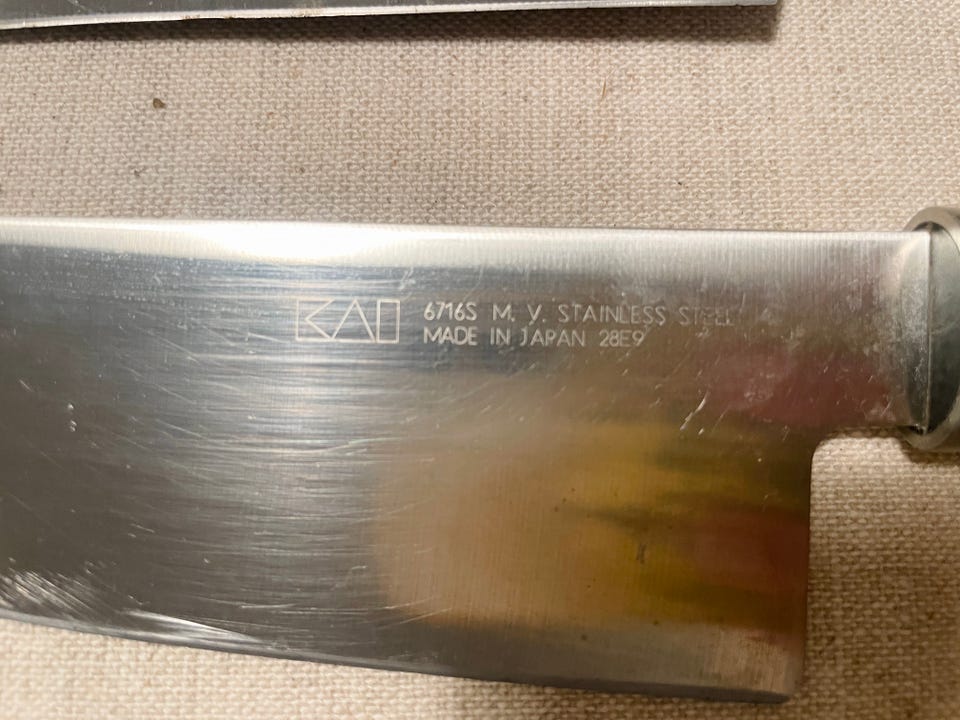 KAI
6716S M. V. STAINLESS STEEL
MADE IN JAPAN 28E9